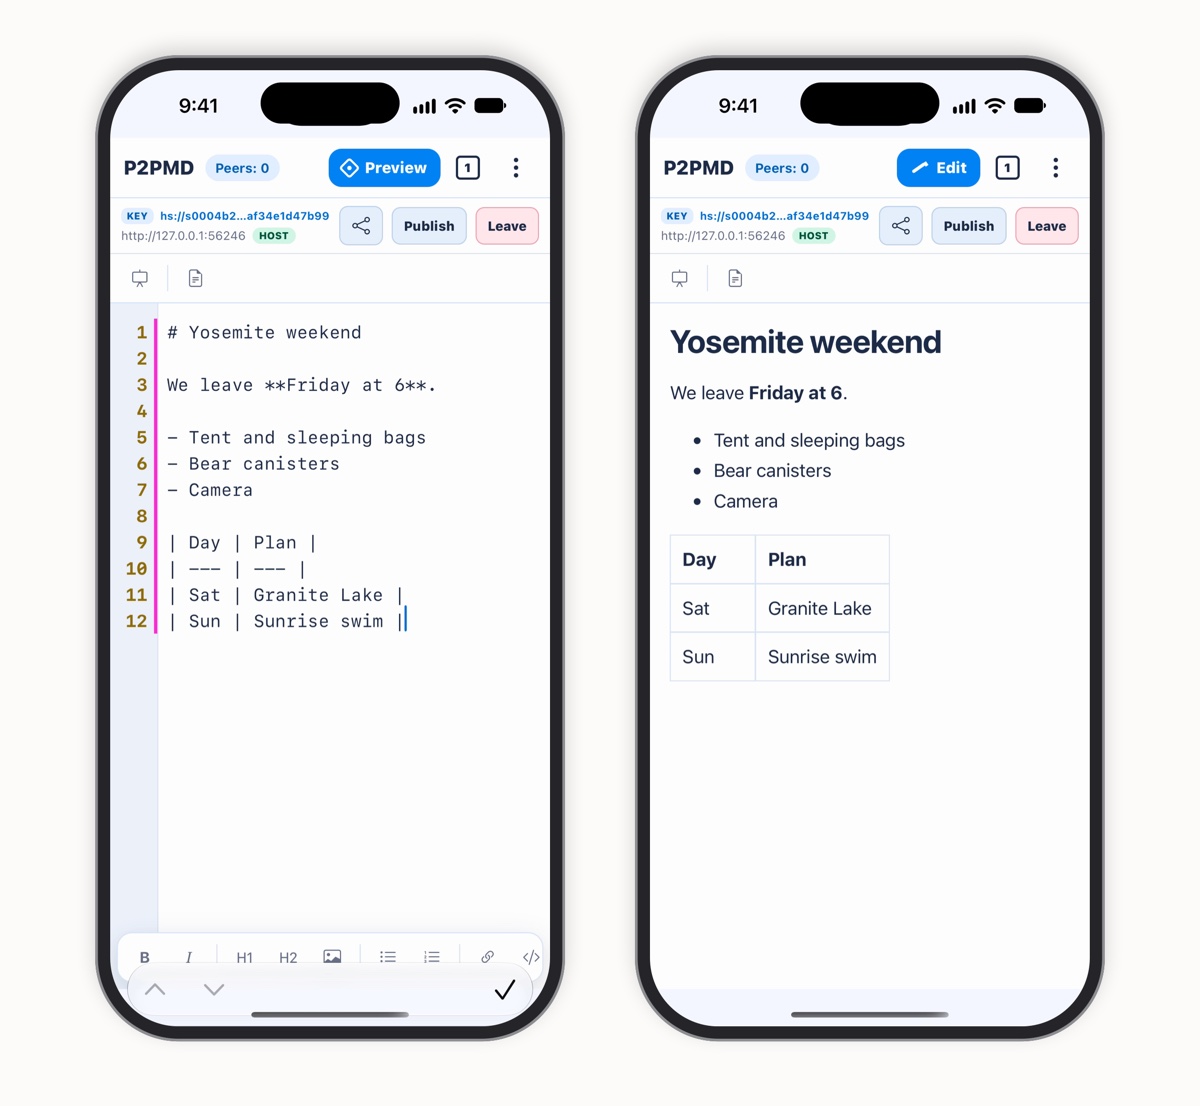 9:41
P2PMD Peers: 0 Preview 1
KEY hs://s0004b2...af34e1d47b99
http://127.0.0.1:56246 HOST
Publish Leave
1 # Yosemite weekend
2
3 We leave **Friday at 6**.
4
5 - Tent and sleeping bags
6 - Bear canisters
7 - Camera
8
9 | Day | Plan |
10 | --- | --- |
11 | Sat | Granite Lake |
12 | Sun | Sunrise swim |
B I H1 H2 </>
9:41
P2PMD Peers: 0 Edit 1
KEY hs://s0004b2...af34e1d47b99
http://127.0.0.1:56246 HOST
Publish Leave
Yosemite weekend
We leave Friday at 6.
• Tent and sleeping bags
• Bear canisters
• Camera
Day Plan
Sat Granite Lake
Sun Sunrise swim